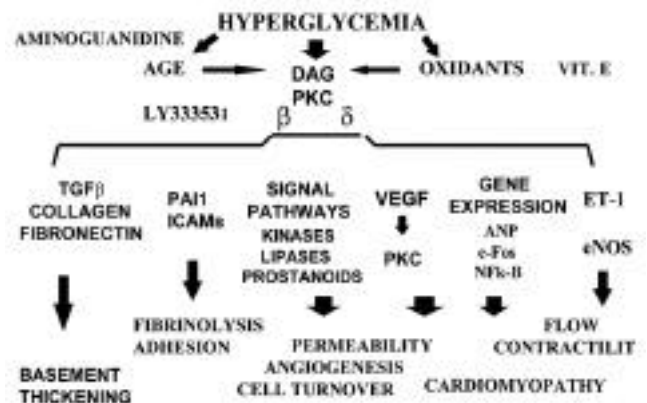 HYPERGLYCEMIA
AMINOGUANIDINE
AGE
DAG
OXIDANTS
VIT. E
PKC
LY333531
β
δ
TGFβ
COLLAGEN
FIBRONECTIN
PAI1
ICAMs
SIGNAL
PATHWAYS
KINASES
LIPASES
PROSTANOIDS
VEGF
PKC
GENE
EXPRESSION
ANP
c-Fos
NFk-B
ET-1
eNOS
BASEMENT
THICKENING
FIBRINOLYSIS
ADHESION
PERMEABILITY
ANGIOGENESIS
CELL TURNOVER
CARDIOMYOPATHY
FLOW
CONTRACTILIT